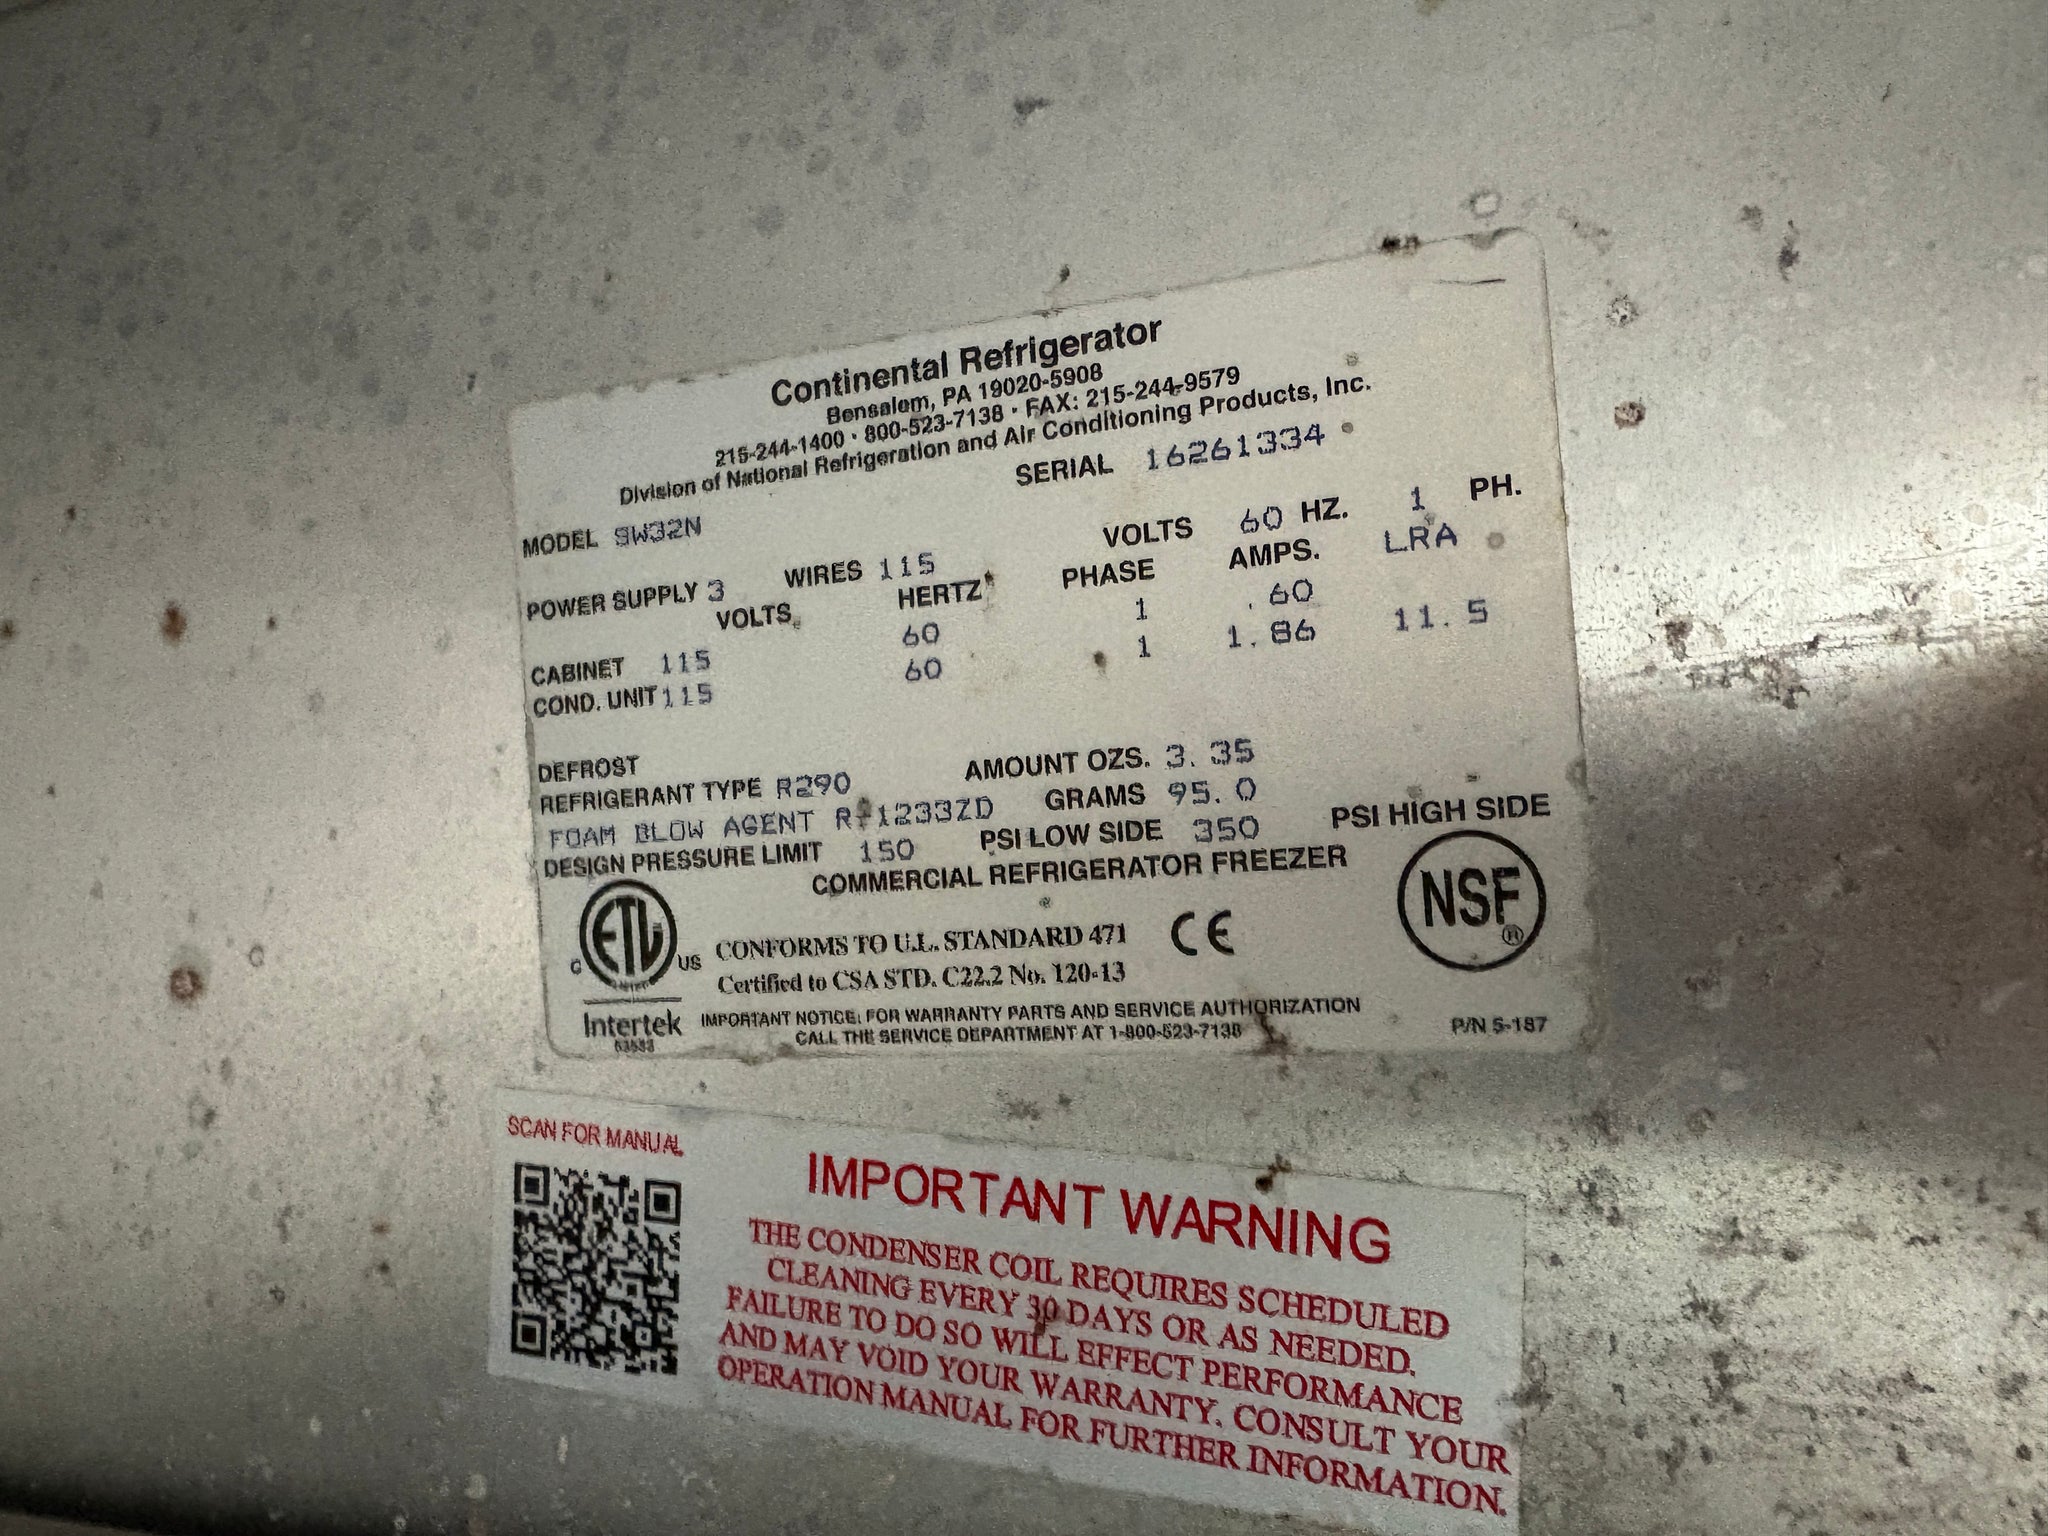 Continental Refrigerator
Bensalem, PA 19020-5908
215-244-1400 · 800-523-7138 · FAX: 215-244-9579
Division of National Refrigeration and Air Conditioning Products, Inc.
SERIAL 16261334
MODEL SW32N
POWER SUPPLY 3 WIRES 115 VOLTS 60 HZ. 1 PH.
VOLTS HERTZ PHASE AMPS. LRA
CABINET 115 60 1 .60
COND. UNIT 115 60 1 1.86 11.5
DEFROST
REFRIGERANT TYPE R290 AMOUNT OZS. 3.35
FOAM BLOW AGENT R-1233ZD GRAMS 95.0
DESIGN PRESSURE LIMIT 150 PSI LOW SIDE 350 PSI HIGH SIDE
COMMERCIAL REFRIGERATOR FREEZER
C ETL US
CONFORMS TO U.L. STANDARD 471 CE
NSF®
Certified to CSA STD. C22.2 No. 120-13
Intertek
IMPORTANT NOTICE: FOR WARRANTY PARTS AND SERVICE AUTHORIZATION
CALL THE SERVICE DEPARTMENT AT 1-800-523-7138
P/N 5-187
SCAN FOR MANUAL
IMPORTANT WARNING
THE CONDENSER COIL REQUIRES SCHEDULED
CLEANING EVERY 30 DAYS OR AS NEEDED.
FAILURE TO DO SO WILL EFFECT PERFORMANCE
AND MAY VOID YOUR WARRANTY. CONSULT YOUR
OPERATION MANUAL FOR FURTHER INFORMATION.